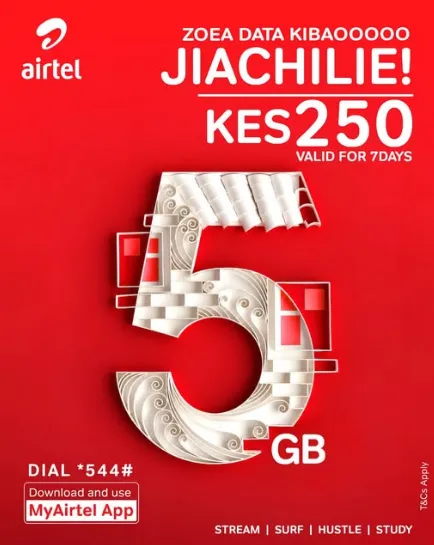 airtel
ZOEA DATA KIBAOOOOO
JIACHILIE!
KES250
VALID FOR 7DAYS
5
GB
DIAL *544#
Download and use
MyAirtel App
T&Cs Apply
STREAM | SURF | HUSTLE | STUDY